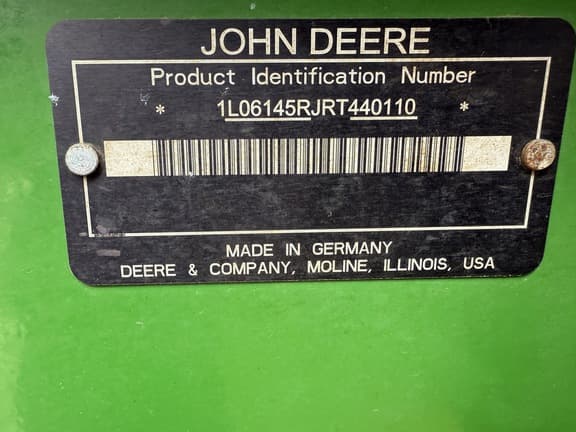 JOHN DEERE
Product Identification Number
* 1L06145RJRT440110 *
MADE IN GERMANY
DEERE & COMPANY, MOLINE, ILLINOIS, USA